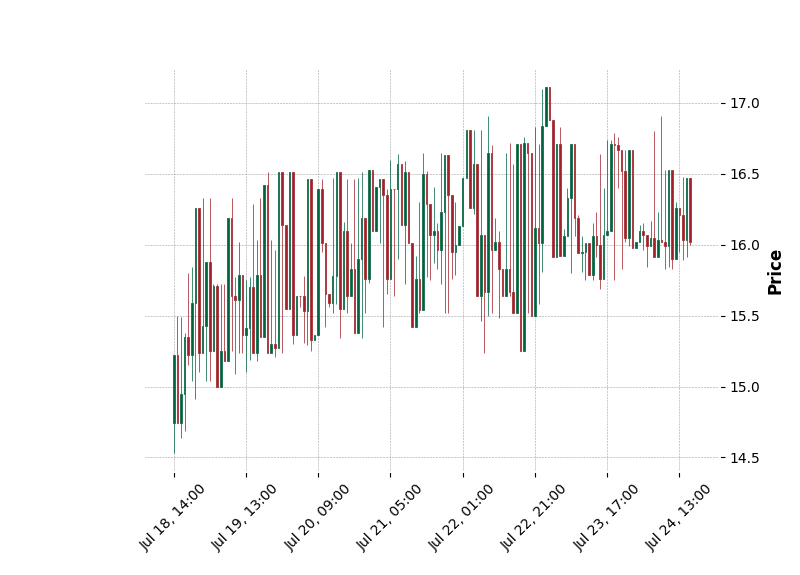 17.0
16.5
16.0
15.5
15.0
14.5
Price
Jul 18, 14:00
Jul 19, 13:00
Jul 20, 09:00
Jul 21, 05:00
Jul 22, 01:00
Jul 22, 21:00
Jul 23, 17:00
Jul 24, 13:00